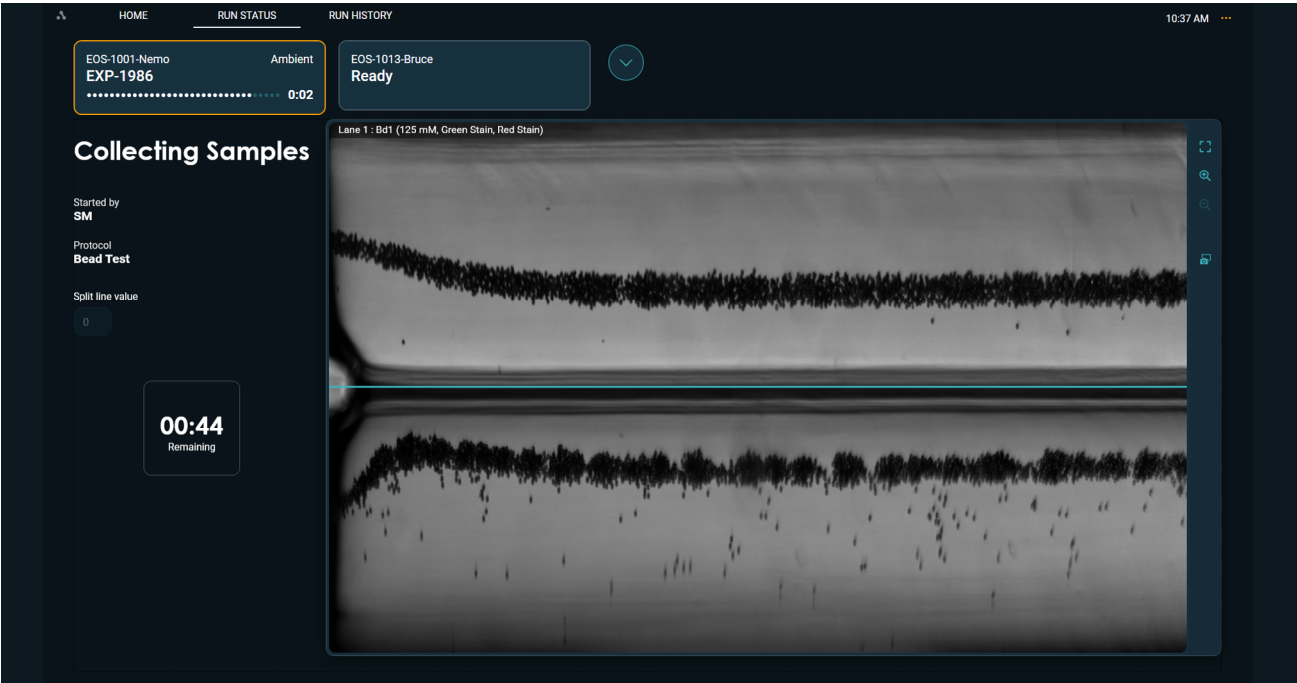 HOME RUN STATUS RUN HISTORY 10:37 AM
EOS-1001-Nemo Ambient
EXP-1986
0:02
EOS-1013-Bruce
Ready
Collecting Samples
Started by
SM
Protocol
Bead Test
Split line value
0
00:44
Remaining
Lane 1 : Bd1 (125 mM, Green Stain, Red Stain)